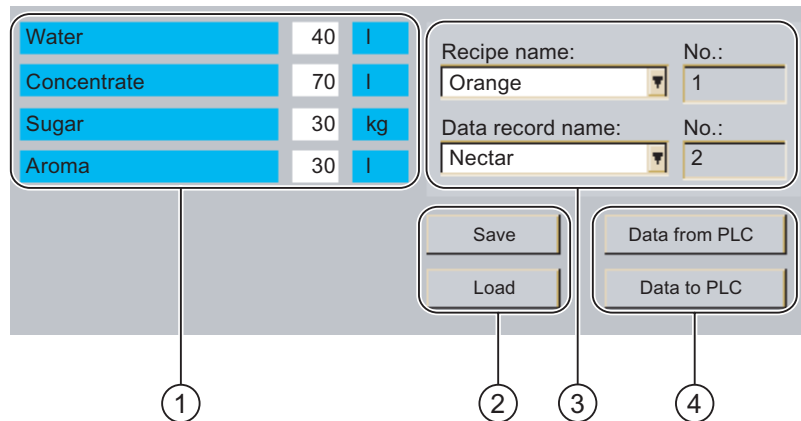 Water 40 l
Concentrate 70 l
Sugar 30 kg
Aroma 30 l
Recipe name: No.:
Orange 1
Data record name: No.:
Nectar 2
Save Data from PLC
Load Data to PLC
1 2 3 4